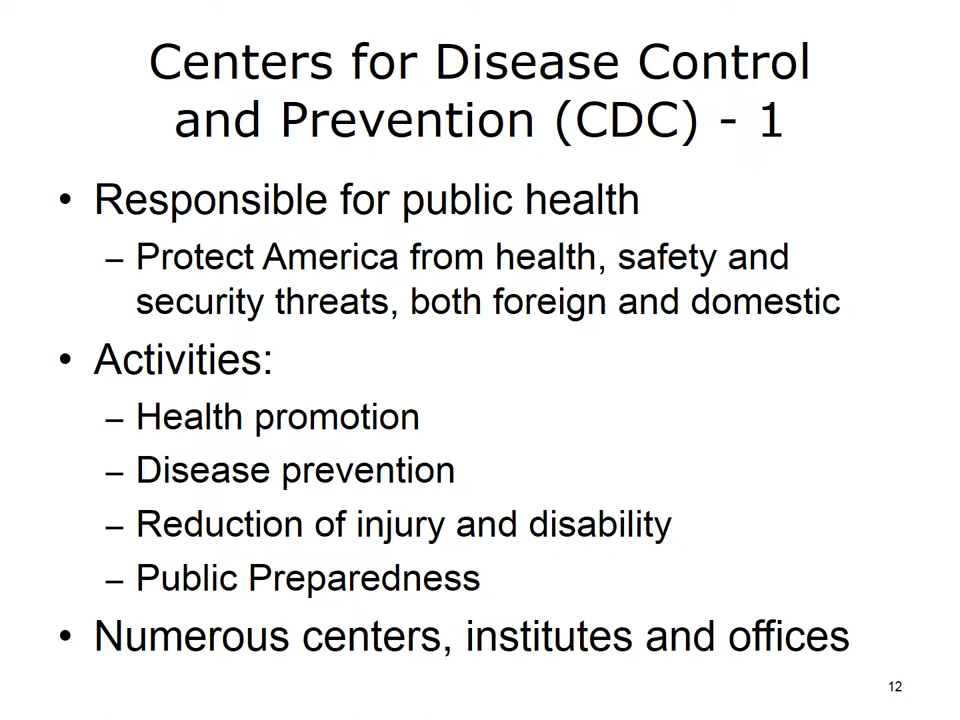 Centers for Disease Control
and Prevention (CDC) - 1
• Responsible for public health
– Protect America from health, safety and
security threats, both foreign and domestic
• Activities:
– Health promotion
– Disease prevention
– Reduction of injury and disability
– Public Preparedness
• Numerous centers, institutes and offices
12